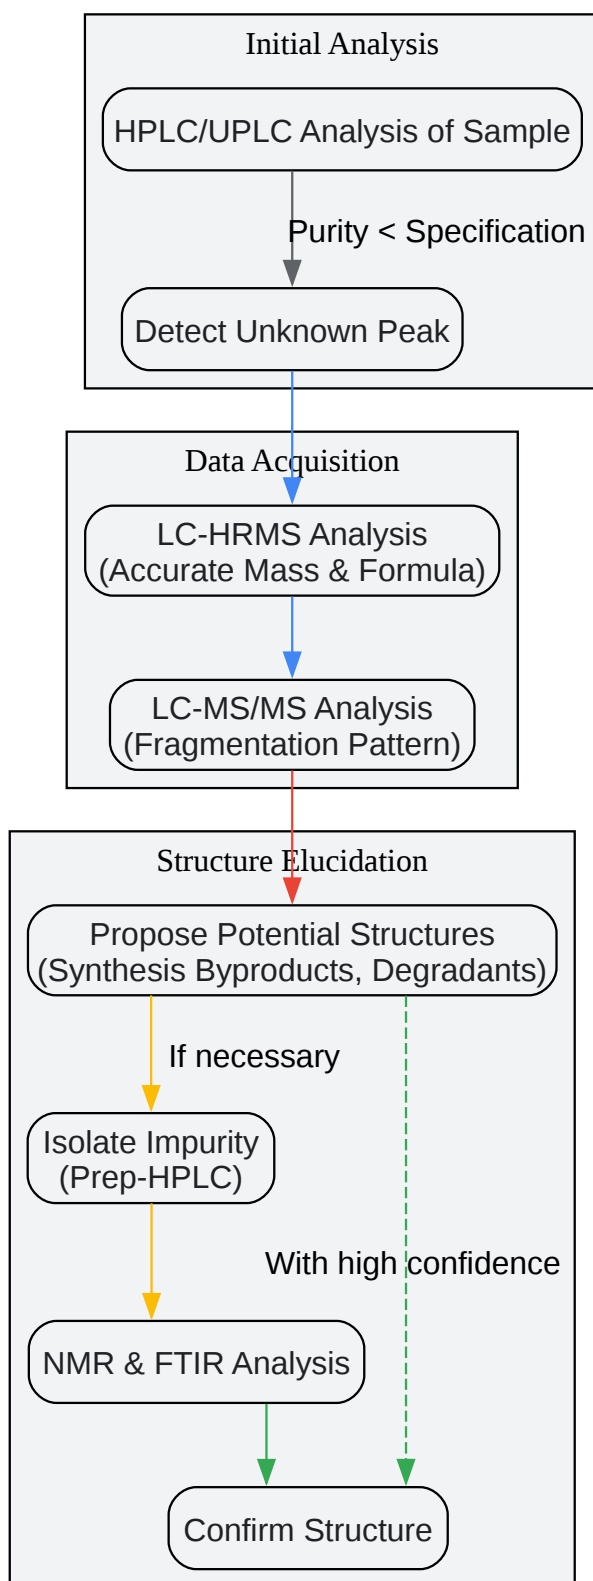 Initial Analysis
HPLC/UPLC Analysis of Sample
Purity < Specification
Detect Unknown Peak
Data Acquisition
LC-HRMS Analysis
(Accurate Mass & Formula)
LC-MS/MS Analysis
(Fragmentation Pattern)
Structure Elucidation
Propose Potential Structures
(Synthesis Byproducts, Degradants)
If necessary
Isolate Impurity
(Prep-HPLC)
With high confidence
NMR & FTIR Analysis
Confirm Structure